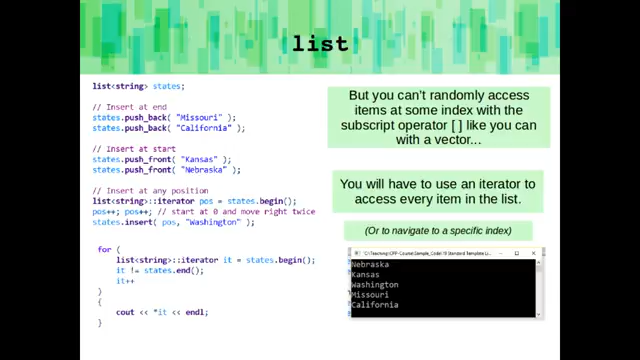 list
list<string> states;
// Insert at end
states.push_back( "Missouri" );
states.push_back( "California" );
// Insert at start
states.push_front( "Kansas" );
states.push_front( "Nebraska" );
// Insert at any position
list<string>::iterator pos = states.begin();
pos++; pos++; // start at 0 and move right twice
states.insert( pos, "Washington" );
for (
list<string>::iterator it = states.begin();
it != states.end();
it++
)
{
cout << *it << endl;
}
But you can't randomly access
items at some index with the
subscript operator [ ] like you can
with a vector...
You will have to use an iterator to
access every item in the list.
(Or to navigate to a specific index)
Nebraska
Kansas
Washington
Missouri
California